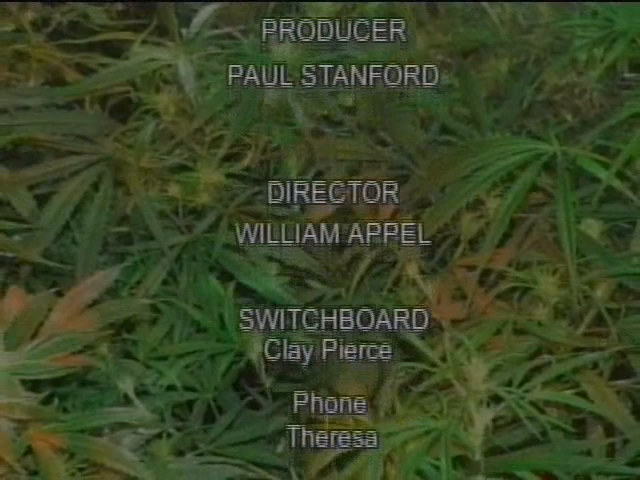 PRODUCER
PAUL STANFORD
DIRECTOR
WILLIAM APPEL
SWITCHBOARD
Clay Pierce
Phone
Theresa